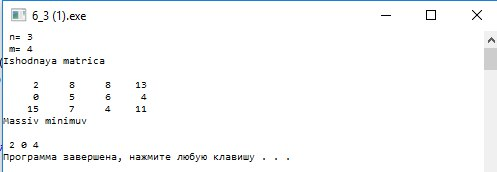 6_3 (1).exe
n= 3
m= 4
Ishodnaya matrica
2 8 8 13
0 5 6 4
15 7 4 11
Massiv minimuv
2 0 4
Программа завершена, нажмите любую клавишу . . .